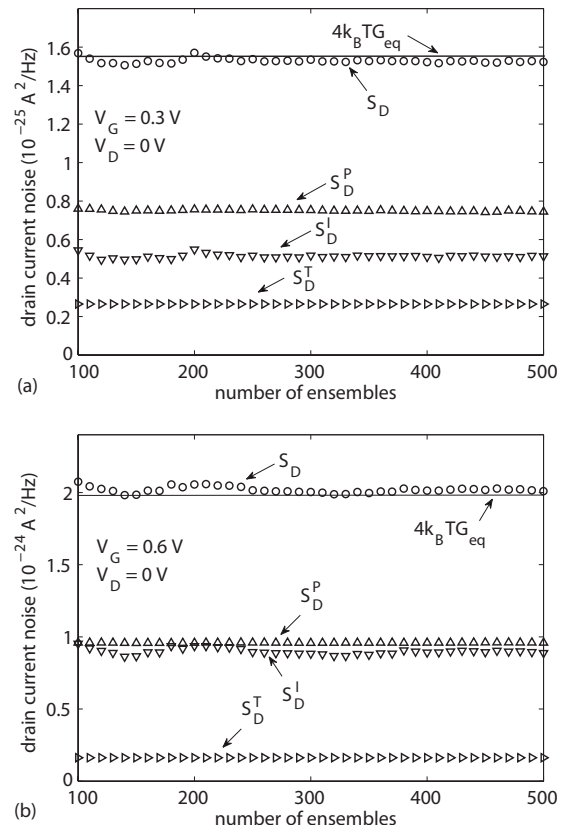 (a)
drain current noise (10⁻²⁵ A²/Hz)
1.6
1.4
1.2
1
0.8
0.6
0.4
0.2
0
4k_BTG_eq
S_D
V_G = 0.3 V
V_D = 0 V
S_D^P
S_D^I
S_D^T
100 200 300 400 500
number of ensembles
(b)
drain current noise (10⁻²⁴ A²/Hz)
2
1.5
1
0.5
0
S_D
4k_BTG_eq
V_G = 0.6 V
V_D = 0 V
S_D^P
S_D^I
S_D^T
100 200 300 400 500
number of ensembles